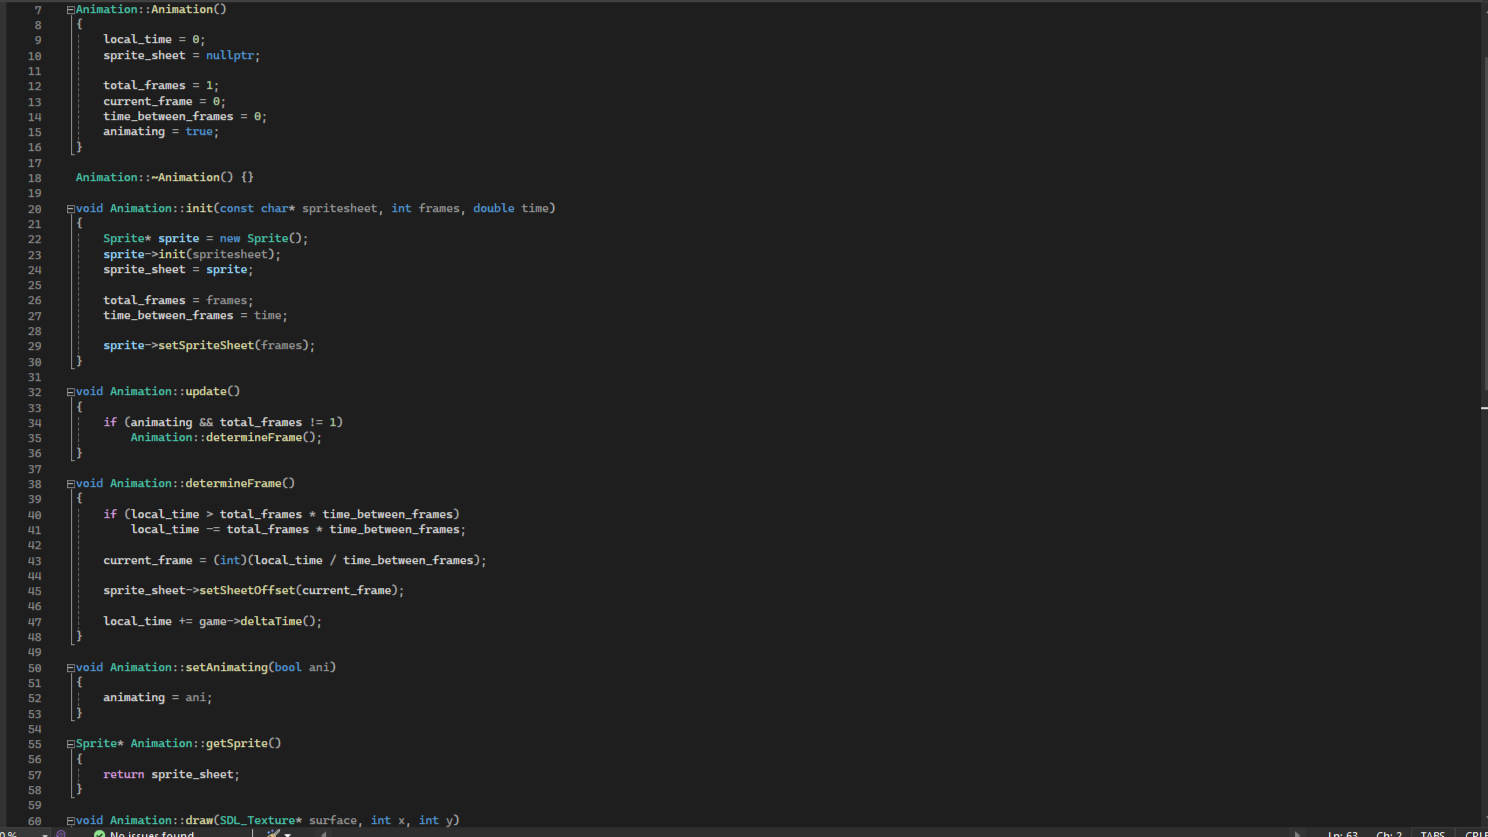 7 Animation::Animation()
8 {
9 local_time = 0;
10 sprite_sheet = nullptr;
11
12 total_frames = 1;
13 current_frame = 0;
14 time_between_frames = 0;
15 animating = true;
16 }
17
18 Animation::~Animation() {}
19
20 void Animation::init(const char* spritesheet, int frames, double time)
21 {
22 Sprite* sprite = new Sprite();
23 sprite->init(spritesheet);
24 sprite_sheet = sprite;
25
26 total_frames = frames;
27 time_between_frames = time;
28
29 sprite->setSpriteSheet(frames);
30 }
31
32 void Animation::update()
33 {
34 if (animating && total_frames != 1)
35 Animation::determineFrame();
36 }
37
38 void Animation::determineFrame()
39 {
40 if (local_time > total_frames * time_between_frames)
41 local_time -= total_frames * time_between_frames;
42
43 current_frame = (int)(local_time / time_between_frames);
44
45 sprite_sheet->setSheetOffset(current_frame);
46
47 local_time += game->deltaTime();
48 }
49
50 void Animation::setAnimating(bool ani)
51 {
52 animating = ani;
53 }
54
55 Sprite* Animation::getSprite()
56 {
57 return sprite_sheet;
58 }
59
60 void Animation::draw(SDL_Texture* surface, int x, int y)
0 % No issues found Ln: 63 Ch: 2 TABS CRLF